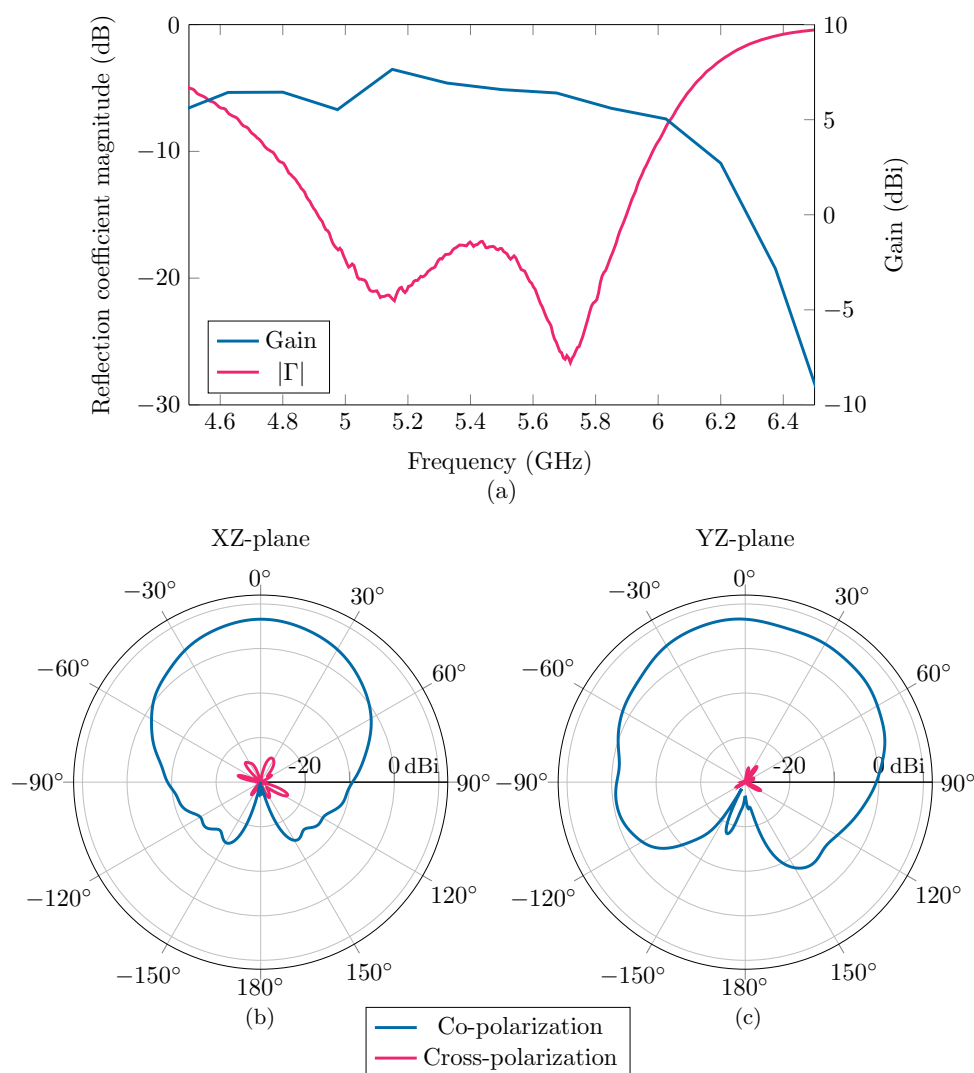 Reflection coefficient magnitude (dB)
0
−10
−20
−30
4.6 4.8 5 5.2 5.4 5.6 5.8 6 6.2 6.4
Frequency (GHz)
10
5
0
−5
−10
Gain (dBi)
Gain
|Γ|
(a)
XZ-plane
0°
−30° 30°
−60° 60°
−90° -20 0 dBi 90°
−120° 120°
−150° 150°
180°
(b)
YZ-plane
0°
−30° 30°
−60° 60°
−90° -20 0 dBi 90°
−120° 120°
−150° 150°
180°
(c)
Co-polarization
Cross-polarization